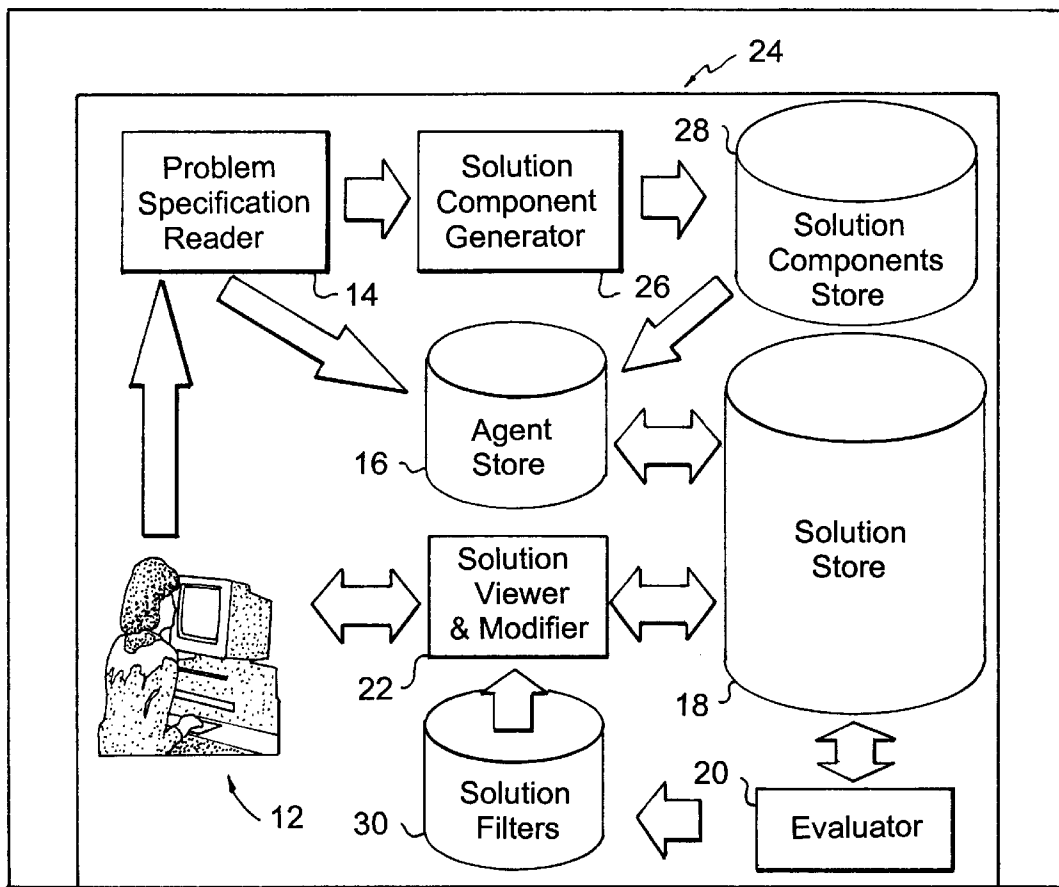 24
Problem
Specification
Reader
14
Solution
Component
Generator
26
28
Solution
Components
Store
16
Agent
Store
Solution
Store
18
Solution
Viewer
& Modifier
22
12
30
Solution
Filters
20
Evaluator